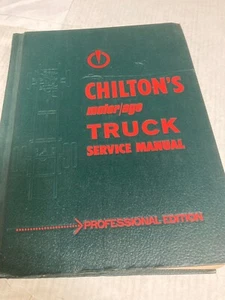 CHILTON'S
motor/age
TRUCK
SERVICE MANUAL
PROFESSIONAL EDITION